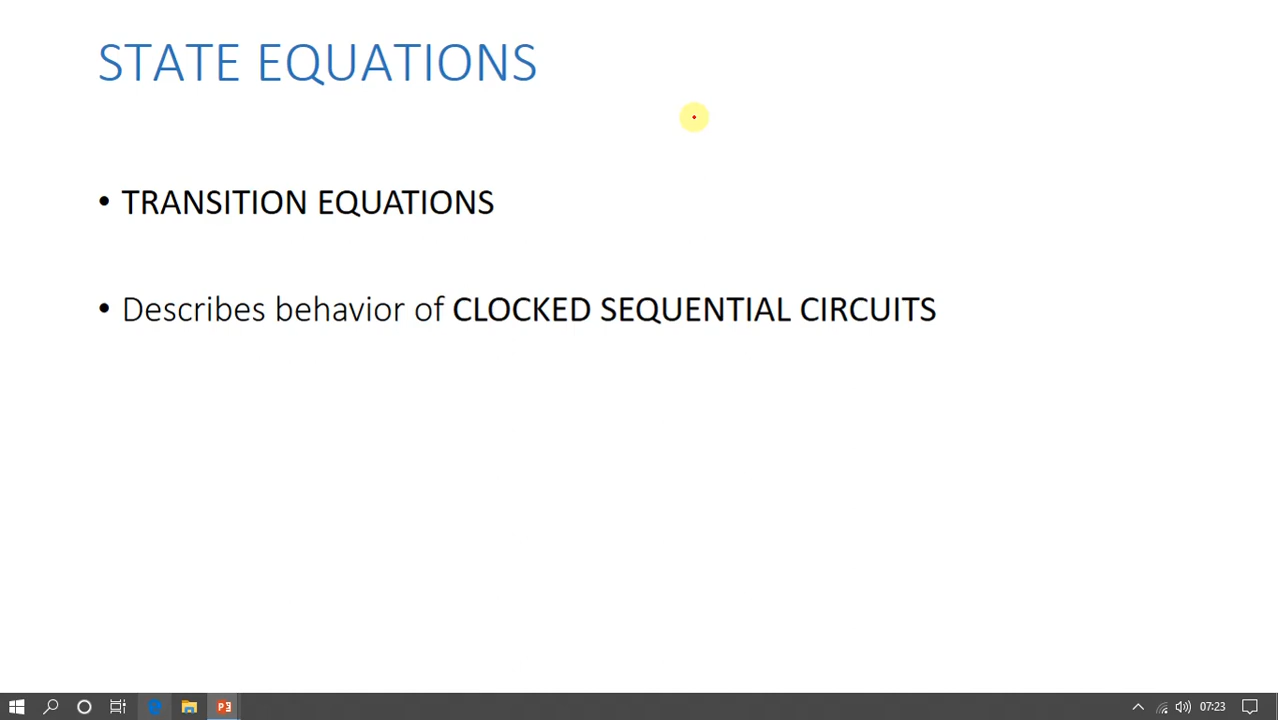 STATE EQUATIONS
• TRANSITION EQUATIONS
• Describes behavior of CLOCKED SEQUENTIAL CIRCUITS
07:23